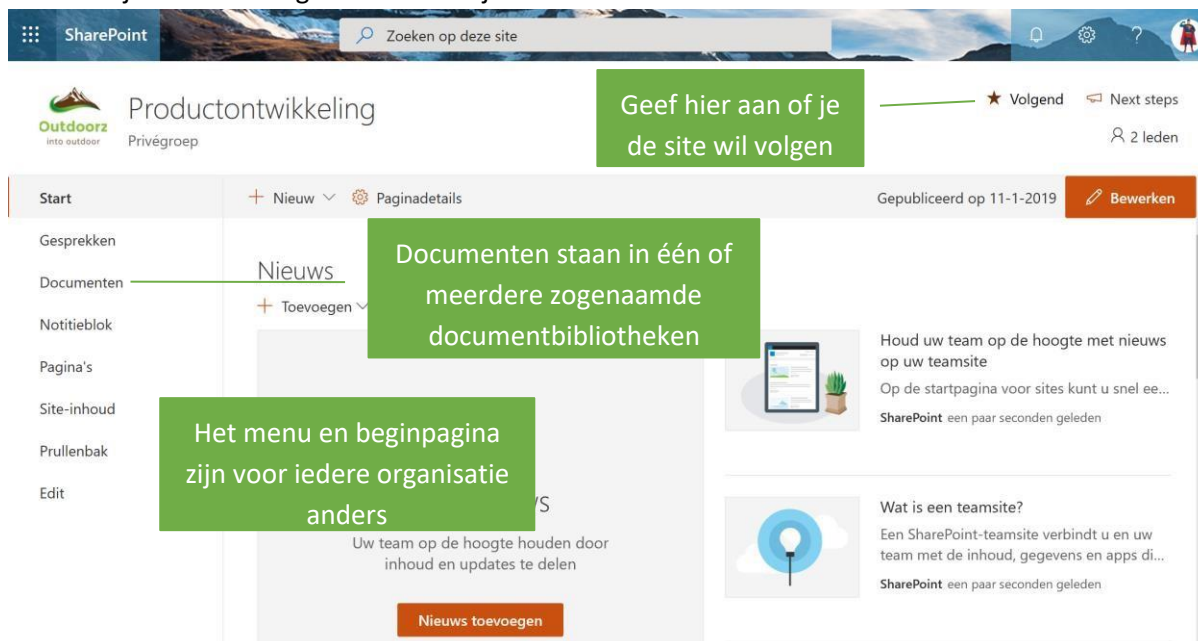 SharePoint
Zoeken op deze site
?
Outdoorz
into outdoor
Productontwikkeling
Privégroep
Geef hier aan of je
de site wil volgen
Volgend
Next steps
2 leden
Start
Nieuw
Paginadetails
Gepubliceerd op 11-1-2019
Bewerken
Gesprekken
Documenten
Notitieblok
Pagina's
Site-inhoud
Prullenbak
Edit
Nieuws
Toevoegen
Documenten staan in één of
meerdere zogenaamde
documentbibliotheken
Het menu en beginpagina
zijn voor iedere organisatie
anders
Uw team op de hoogte houden door
inhoud en updates te delen
Nieuws toevoegen
Houd uw team op de hoogte met nieuws
op uw teamsite
Op de startpagina voor sites kunt u snel ee...
SharePoint een paar seconden geleden
Wat is een teamsite?
Een SharePoint-teamsite verbindt u en uw
team met de inhoud, gegevens en apps di...
SharePoint een paar seconden geleden